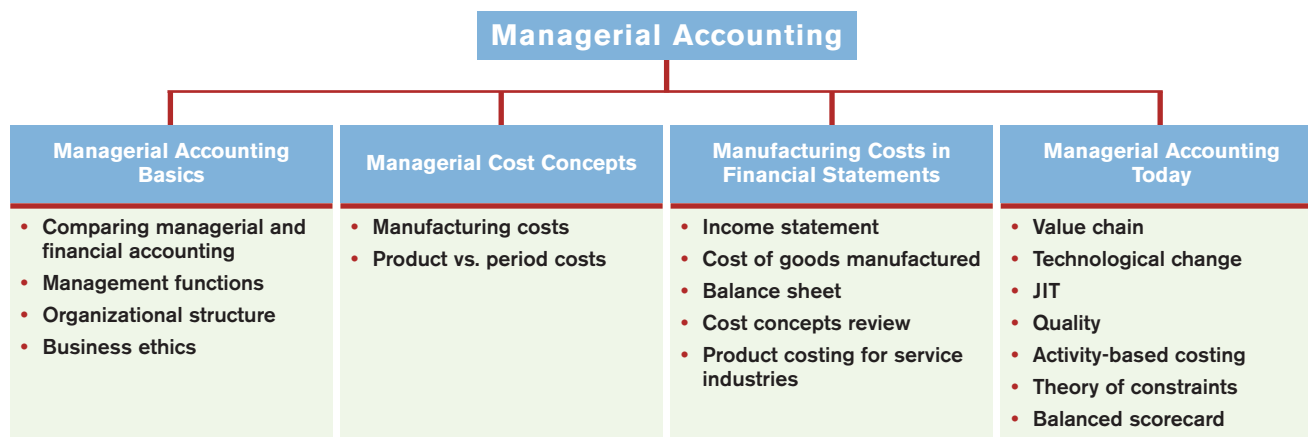 Managerial Accounting
Managerial Accounting
Basics
• Comparing managerial and
financial accounting
• Management functions
• Organizational structure
• Business ethics
Managerial Cost Concepts
• Manufacturing costs
• Product vs. period costs
Manufacturing Costs in
Financial Statements
• Income statement
• Cost of goods manufactured
• Balance sheet
• Cost concepts review
• Product costing for service
industries
Managerial Accounting
Today
• Value chain
• Technological change
• JIT
• Quality
• Activity-based costing
• Theory of constraints
• Balanced scorecard